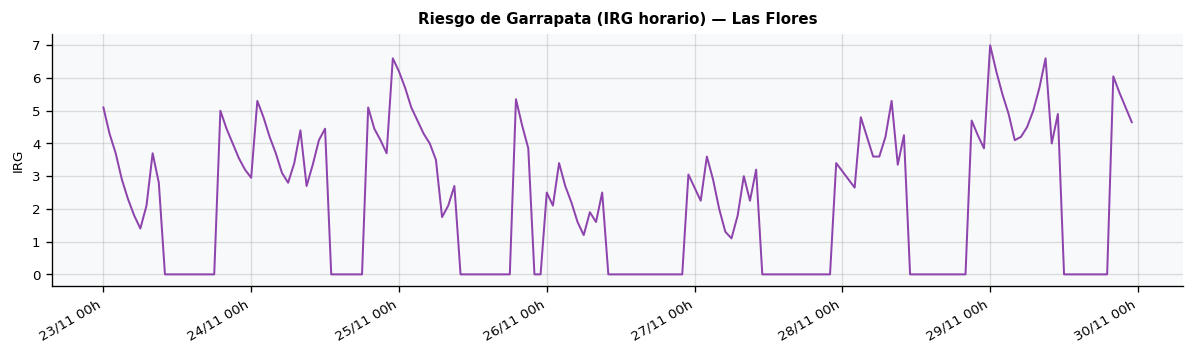 Riesgo de Garrapata (IRG horario) — Las Flores
IRG
7
6
5
4
3
2
1
0
23/11 00h
24/11 00h
25/11 00h
26/11 00h
27/11 00h
28/11 00h
29/11 00h
30/11 00h